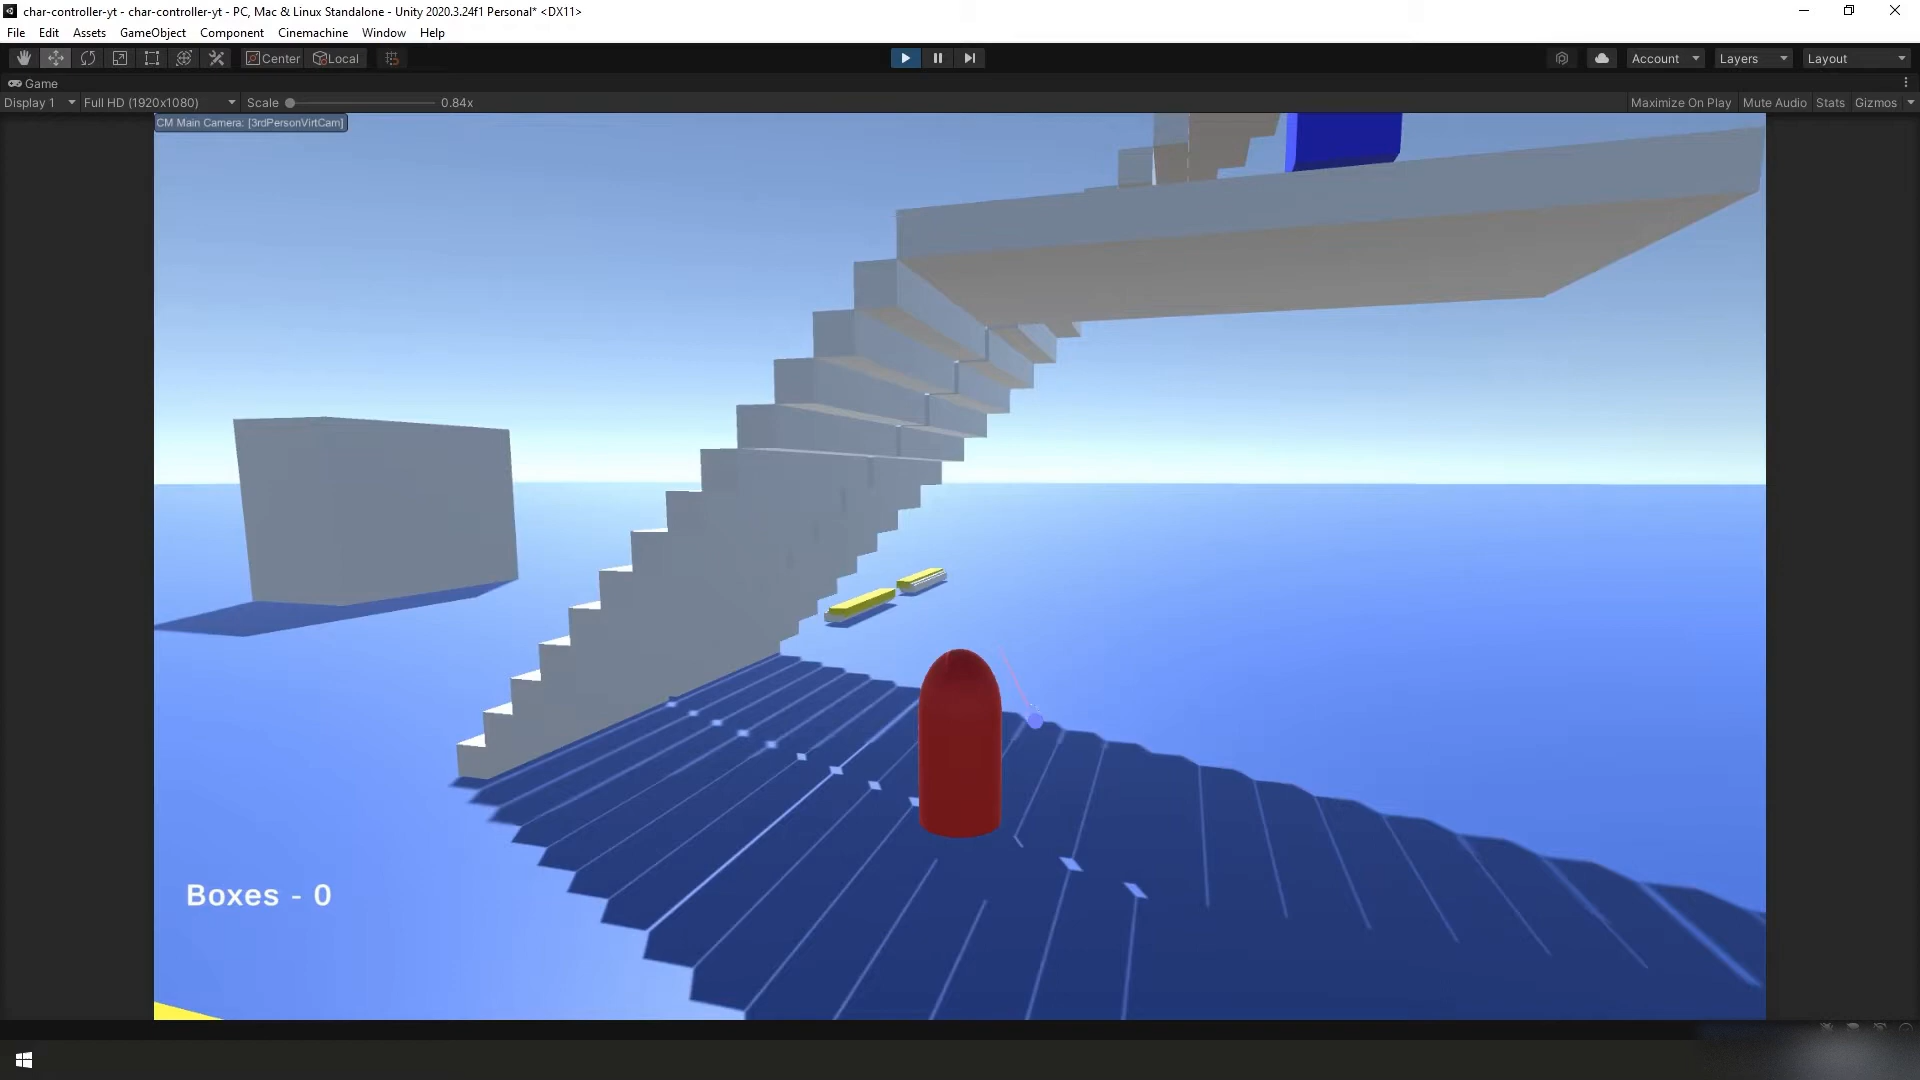 char-controller-yt - char-controller-yt - PC, Mac & Linux Standalone - Unity 2020.3.24f1 Personal* <DX11>
File Edit Assets GameObject Component Cinemachine Window Help
Center Local Account Layers Layout
Game
Display 1 Full HD (1920x1080) Scale 0.84x Maximize On Play Mute Audio Stats Gizmos
CM Main Camera: [3rdPersonVirtCam]
Boxes - 0